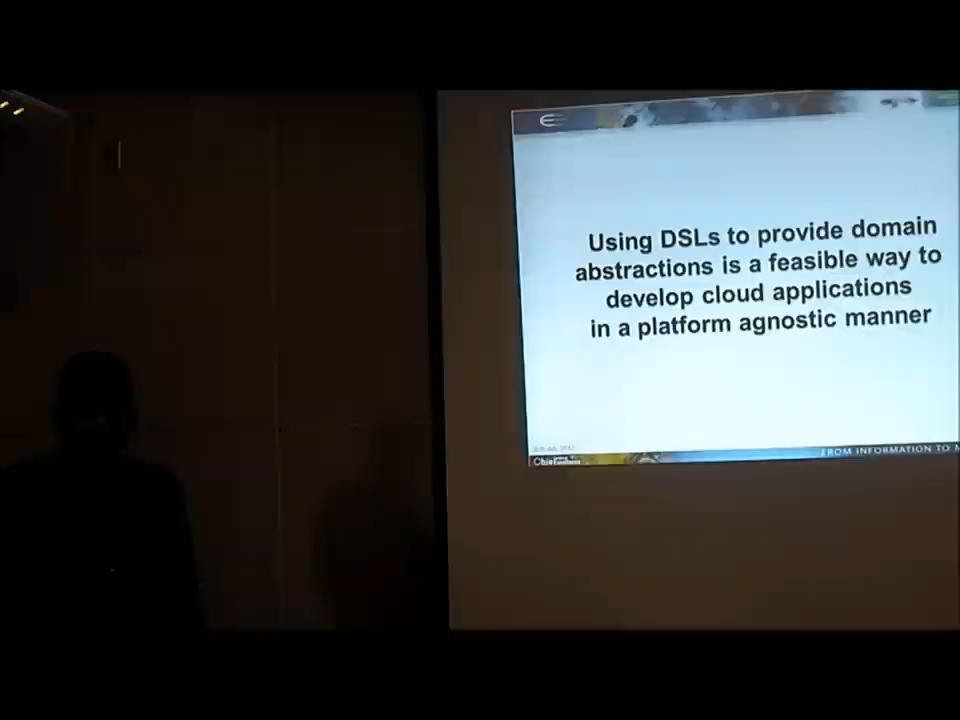 Using DSLs to provide domain
abstractions is a feasible way to
develop cloud applications
in a platform agnostic manner
FROM INFORMATION TO